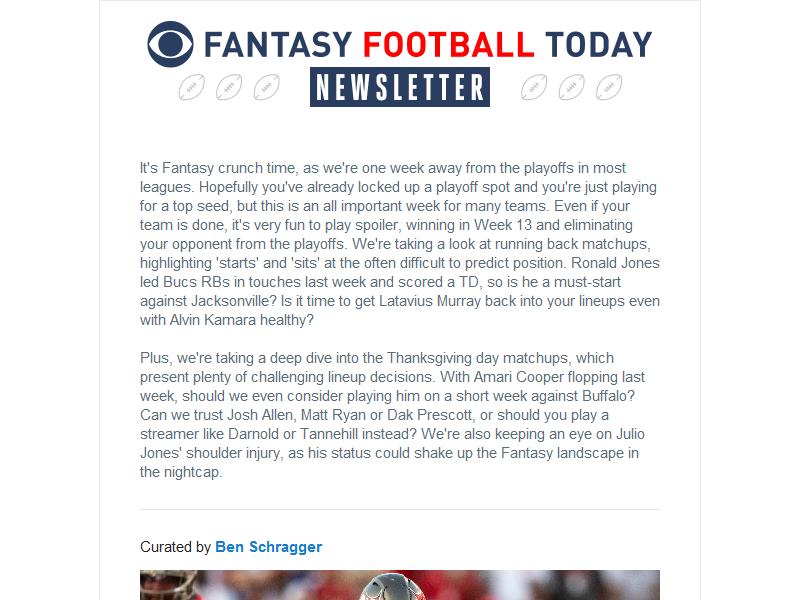 FANTASY FOOTBALL TODAY
NEWSLETTER
It's Fantasy crunch time, as we're one week away from the playoffs in most
leagues. Hopefully you've already locked up a playoff spot and you're just playing
for a top seed, but this is an all important week for many teams. Even if your
team is done, it's very fun to play spoiler, winning in Week 13 and eliminating
your opponent from the playoffs. We're taking a look at running back matchups,
highlighting 'starts' and 'sits' at the often difficult to predict position. Ronald Jones
led Bucs RBs in touches last week and scored a TD, so is he a must-start
against Jacksonville? Is it time to get Latavius Murray back into your lineups even
with Alvin Kamara healthy?
Plus, we're taking a deep dive into the Thanksgiving day matchups, which
present plenty of challenging lineup decisions. With Amari Cooper flopping last
week, should we even consider playing him on a short week against Buffalo?
Can we trust Josh Allen, Matt Ryan or Dak Prescott, or should you play a
streamer like Darnold or Tannehill instead? We're also keeping an eye on Julio
Jones' shoulder injury, as his status could shake up the Fantasy landscape in
the nightcap.
Curated by Ben Schragger